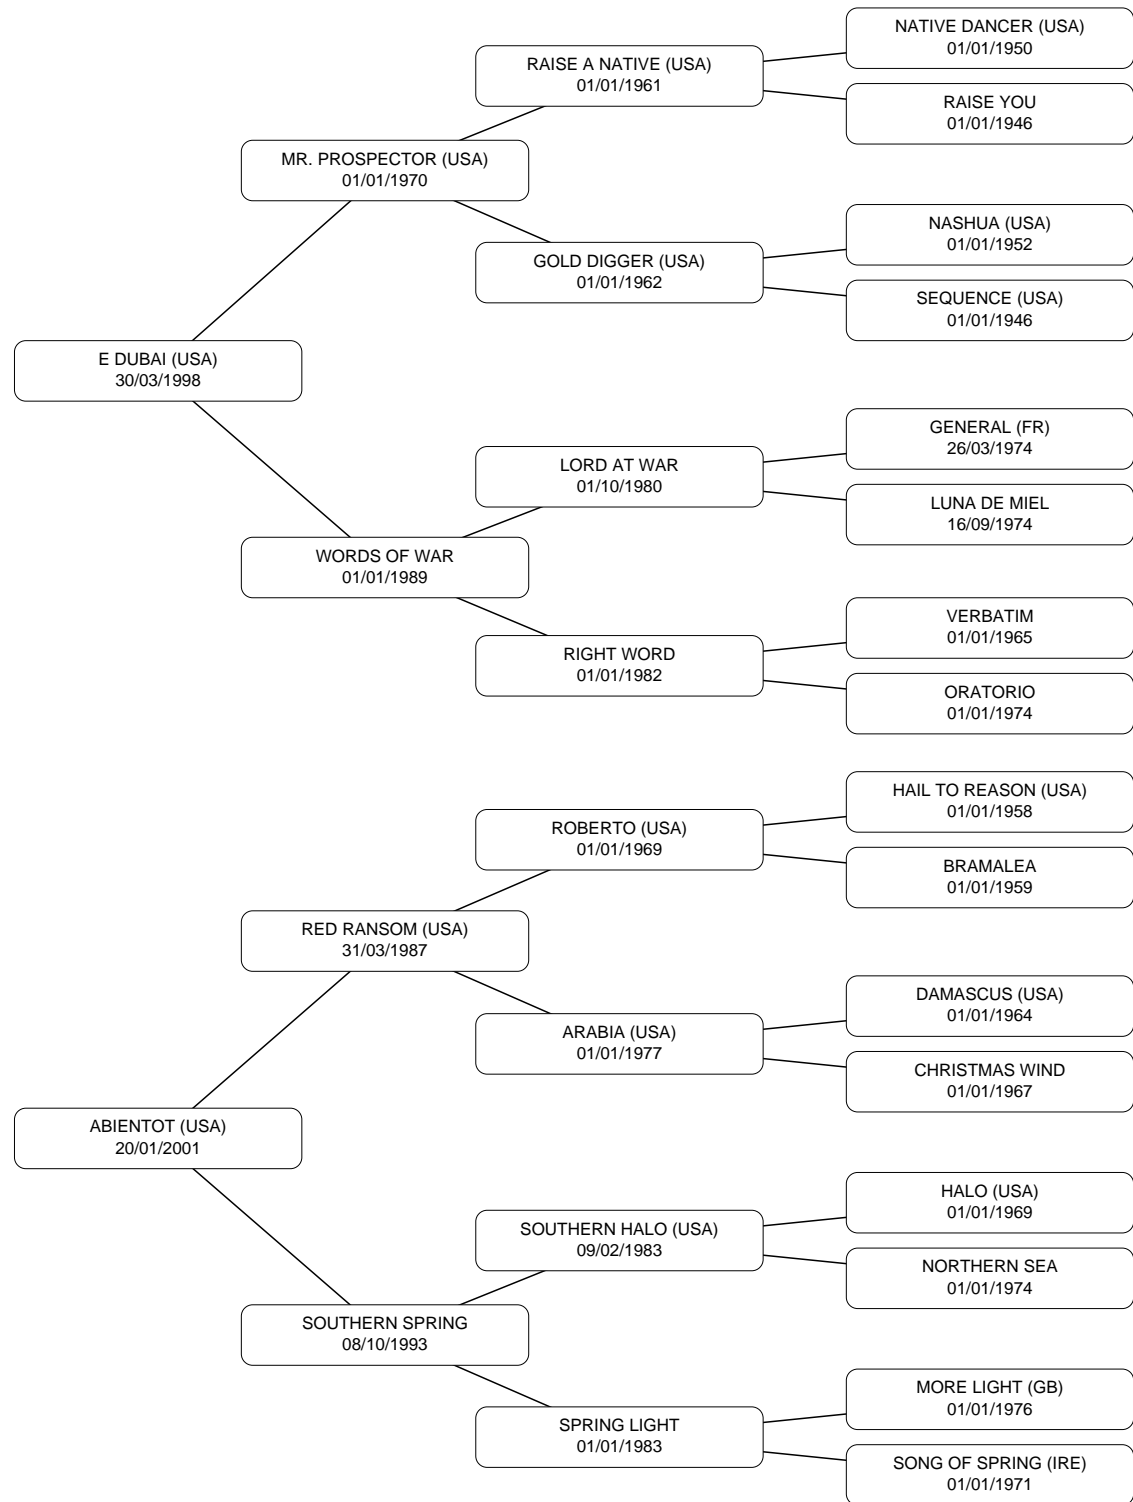 NATIVE DANCER (USA)
01/01/1950
RAISE A NATIVE (USA)
01/01/1961
RAISE YOU
01/01/1946
MR. PROSPECTOR (USA)
01/01/1970
NASHUA (USA)
01/01/1952
GOLD DIGGER (USA)
01/01/1962
SEQUENCE (USA)
01/01/1946
E DUBAI (USA)
30/03/1998
GENERAL (FR)
26/03/1974
LORD AT WAR
01/10/1980
LUNA DE MIEL
16/09/1974
WORDS OF WAR
01/01/1989
VERBATIM
01/01/1965
RIGHT WORD
01/01/1982
ORATORIO
01/01/1974
HAIL TO REASON (USA)
01/01/1958
ROBERTO (USA)
01/01/1969
BRAMALEA
01/01/1959
RED RANSOM (USA)
31/03/1987
DAMASCUS (USA)
01/01/1964
ARABIA (USA)
01/01/1977
CHRISTMAS WIND
01/01/1967
ABIENTOT (USA)
20/01/2001
HALO (USA)
01/01/1969
SOUTHERN HALO (USA)
09/02/1983
NORTHERN SEA
01/01/1974
SOUTHERN SPRING
08/10/1993
MORE LIGHT (GB)
01/01/1976
SPRING LIGHT
01/01/1983
SONG OF SPRING (IRE)
01/01/1971